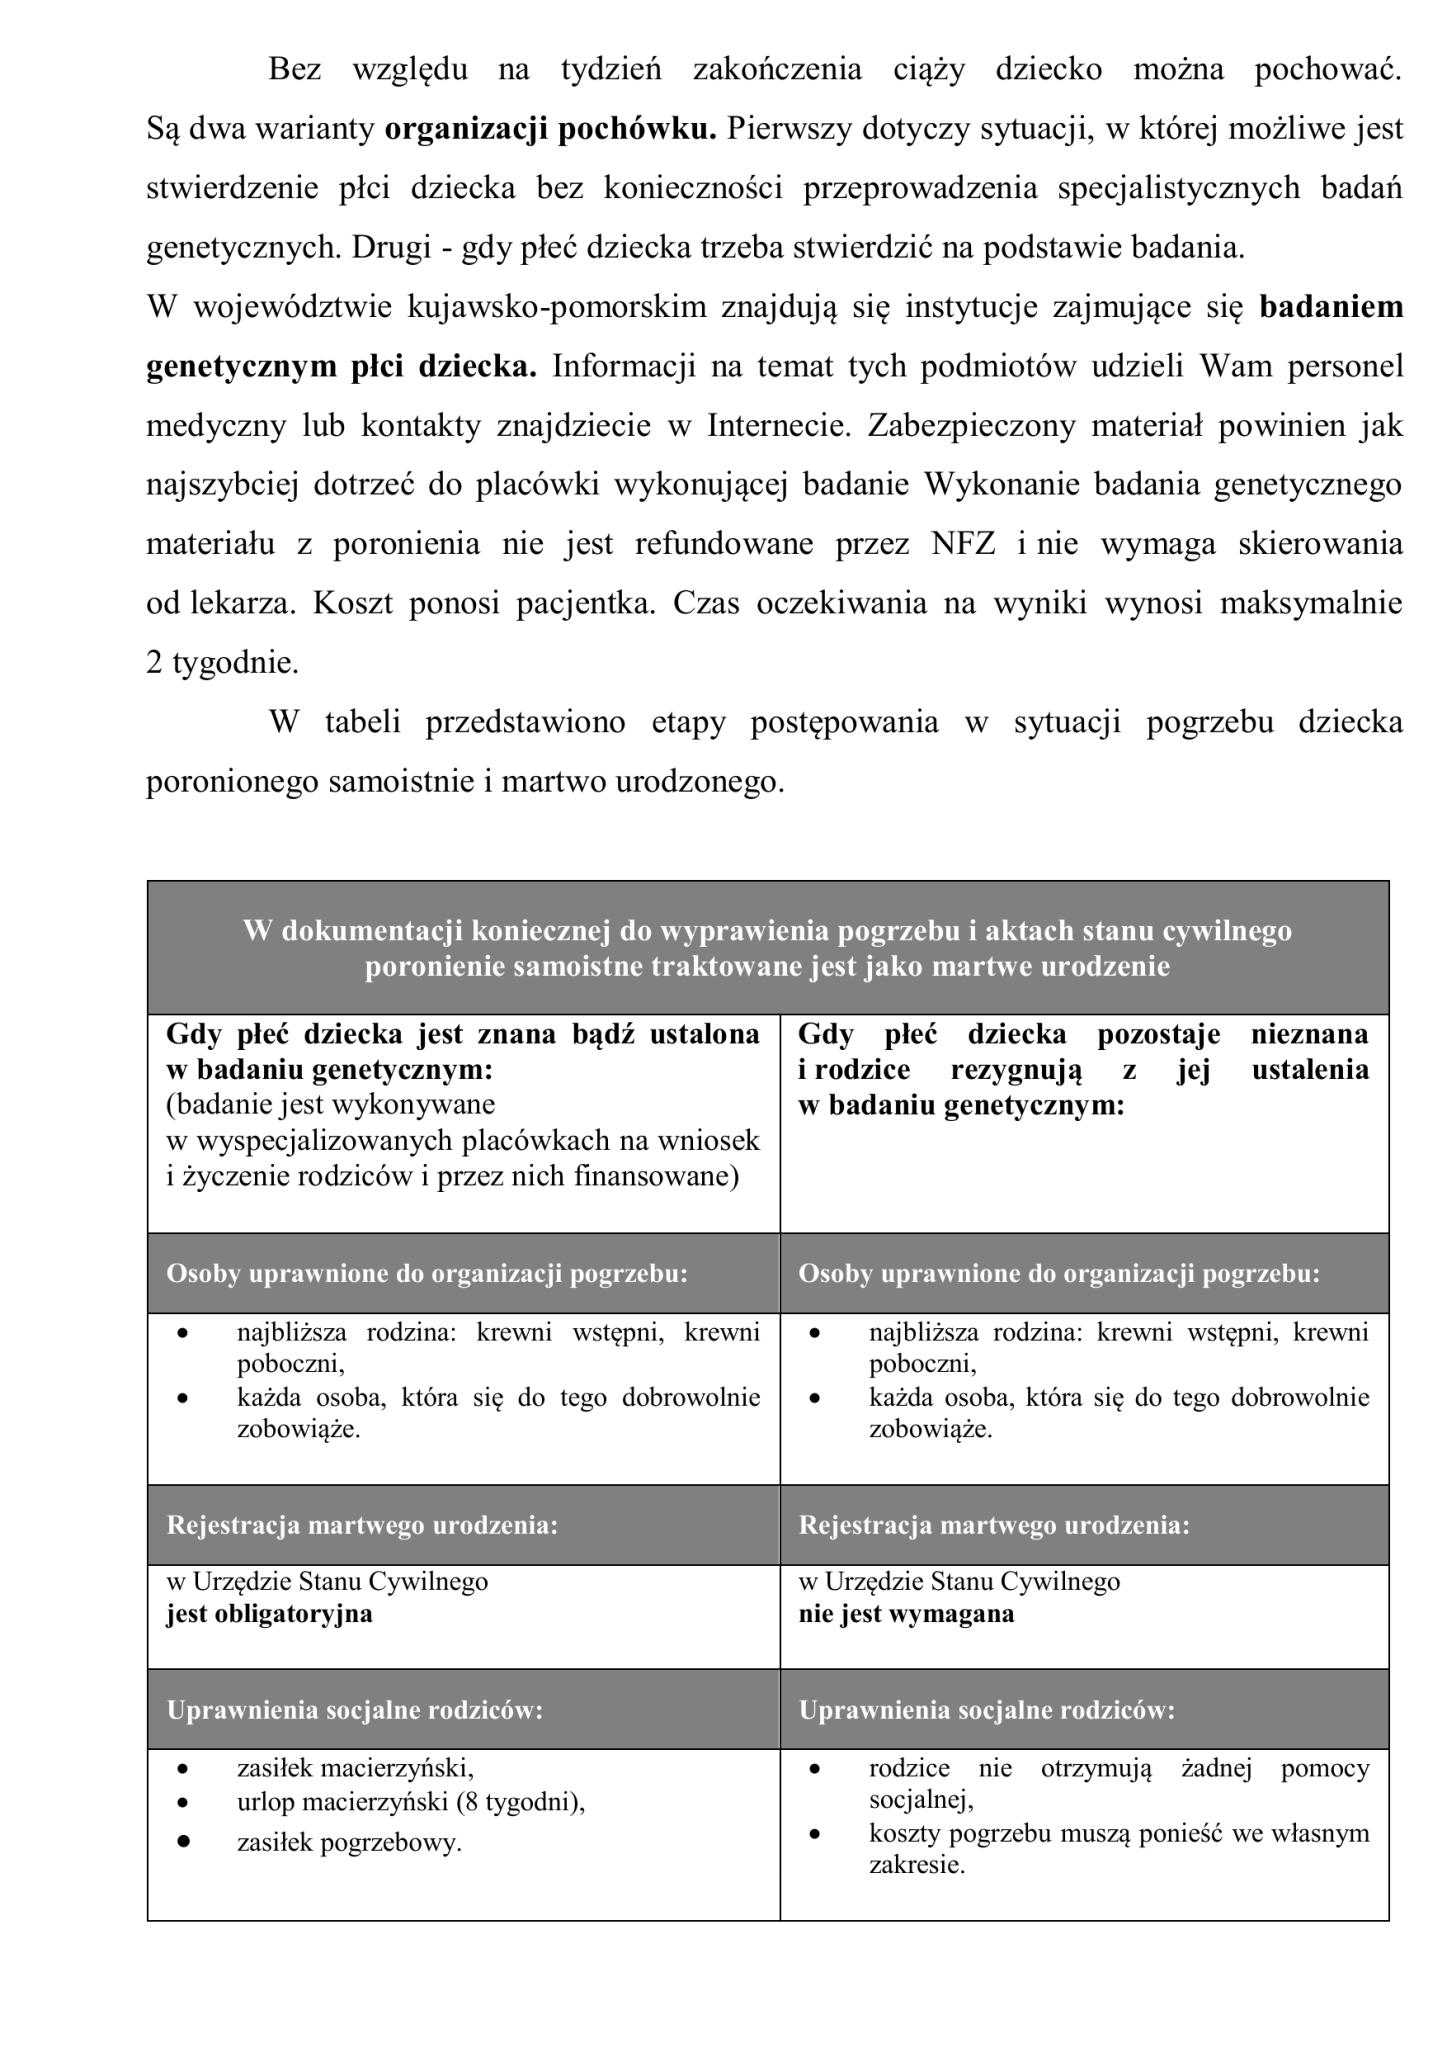 Bez względu na tydzień zakończenia ciąży dziecko można pochować.
Są dwa warianty organizacji pochówku. Pierwszy dotyczy sytuacji, w której możliwe jest
stwierdzenie płci dziecka bez konieczności przeprowadzenia specjalistycznych badań
genetycznych. Drugi - gdy płeć dziecka trzeba stwierdzić na podstawie badania.
W województwie kujawsko-pomorskim znajdują się instytucje zajmujące się badaniem
genetycznym płci dziecka. Informacji na temat tych podmiotów udzieli Wam personel
medyczny lub kontakty znajdziecie w Internecie. Zabezpieczony materiał powinien jak
najszybciej dotrzeć do placówki wykonującej badanie Wykonanie badania genetycznego
materiału z poronienia nie jest refundowane przez NFZ i nie wymaga skierowania
od lekarza. Koszt ponosi pacjentka. Czas oczekiwania na wyniki wynosi maksymalnie
2 tygodnie.
W tabeli przedstawiono etapy postępowania w sytuacji pogrzebu dziecka
poronionego samoistnie i martwo urodzonego.
W dokumentacji koniecznej do wyprawienia pogrzebu i aktach stanu cywilnego
poronienie samoistne traktowane jest jako martwe urodzenie
Gdy płeć dziecka jest znana bądź ustalona
w badaniu genetycznym:
(badanie jest wykonywane
w wyspecjalizowanych placówkach na wniosek
i życzenie rodziców i przez nich finansowane)
Gdy płeć dziecka pozostaje nieznana
i rodzice rezygnują z jej ustalenia
w badaniu genetycznym:
Osoby uprawnione do organizacji pogrzebu:
Osoby uprawnione do organizacji pogrzebu:
• najbliższa rodzina: krewni wstępni, krewni
poboczni,
• każda osoba, która się do tego dobrowolnie
zobowiąże.
• najbliższa rodzina: krewni wstępni, krewni
poboczni,
• każda osoba, która się do tego dobrowolnie
zobowiąże.
Rejestracja martwego urodzenia:
Rejestracja martwego urodzenia:
w Urzędzie Stanu Cywilnego
jest obligatoryjna
w Urzędzie Stanu Cywilnego
nie jest wymagana
Uprawnienia socjalne rodziców:
Uprawnienia socjalne rodziców:
• zasiłek macierzyński,
• urlop macierzyński (8 tygodni),
• zasiłek pogrzebowy.
• rodzice nie otrzymują żadnej pomocy
socjalnej,
• koszty pogrzebu muszą ponieść we własnym
zakresie.